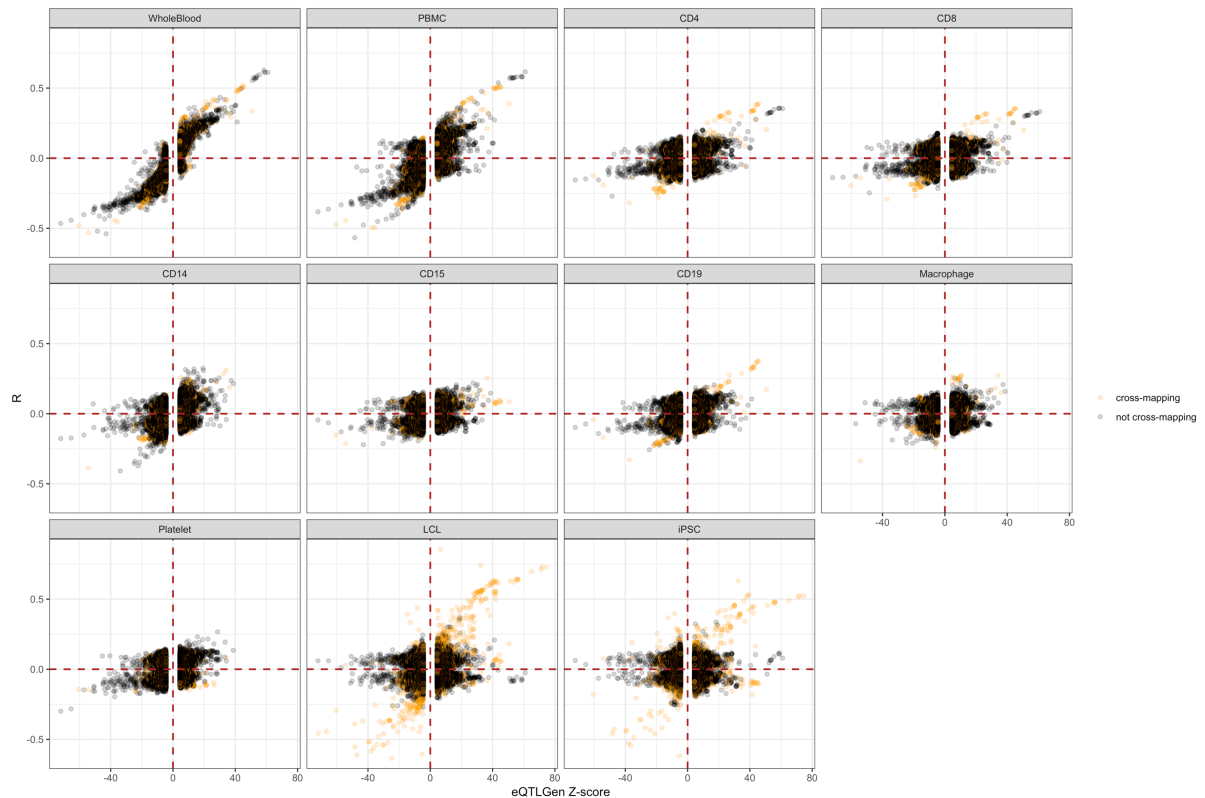 WholeBlood PBMC CD4 CD8
0.5
0.0
-0.5
CD14 CD15 CD19 Macrophage
0.5
0.0
-0.5
-40 0 40 80
Platelet LCL iPSC
0.5
0.0
-0.5
-40 0 40 80 -40 0 40 80 -40 0 40 80
R
eQTLGen Z-score
cross-mapping
not cross-mapping